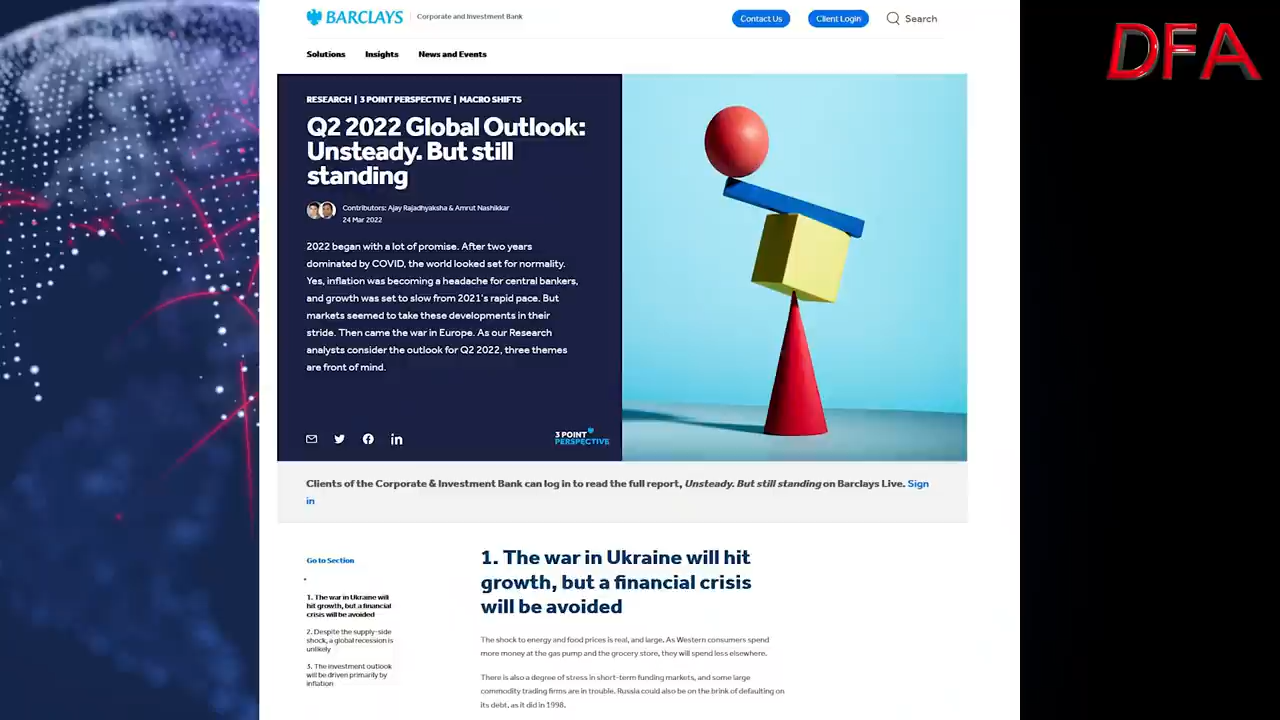 BARCLAYS
Corporate and Investment Bank
Contact Us
Client Login
Search
DFA
Solutions
Insights
News and Events
RESEARCH | 3 POINT PERSPECTIVE | MACRO SHIFTS
Q2 2022 Global Outlook:
Unsteady. But still
standing
Contributors: Ajay Rajadhyaksha & Amrut Nashikkar
24 Mar 2022
2022 began with a lot of promise. After two years
dominated by COVID, the world looked set for normality.
Yes, inflation was becoming a headache for central bankers,
and growth was set to slow from 2021's rapid pace. But
markets seemed to take these developments in their
stride. Then came the war in Europe. As our Research
analysts consider the outlook for Q2 2022, three themes
are front of mind.
3 POINT
PERSPECTIVE
Clients of the Corporate & Investment Bank can log in to read the full report, Unsteady. But still standing on Barclays Live. Sign
in
Go to Section
1. The war in Ukraine will
hit growth, but a financial
crisis will be avoided
2. Despite the supply-side
shock, a global recession is
unlikely
3. The investment outlook
will be driven primarily by
inflation
1. The war in Ukraine will hit
growth, but a financial crisis
will be avoided
The shock to energy and food prices is real, and large. As Western consumers spend
more money at the gas pump and the grocery store, they will spend less elsewhere.
There is also a degree of stress in short-term funding markets, and some large
commodity trading firms are in trouble. Russia could also be on the brink of defaulting on
its debt, as it did in 1998.